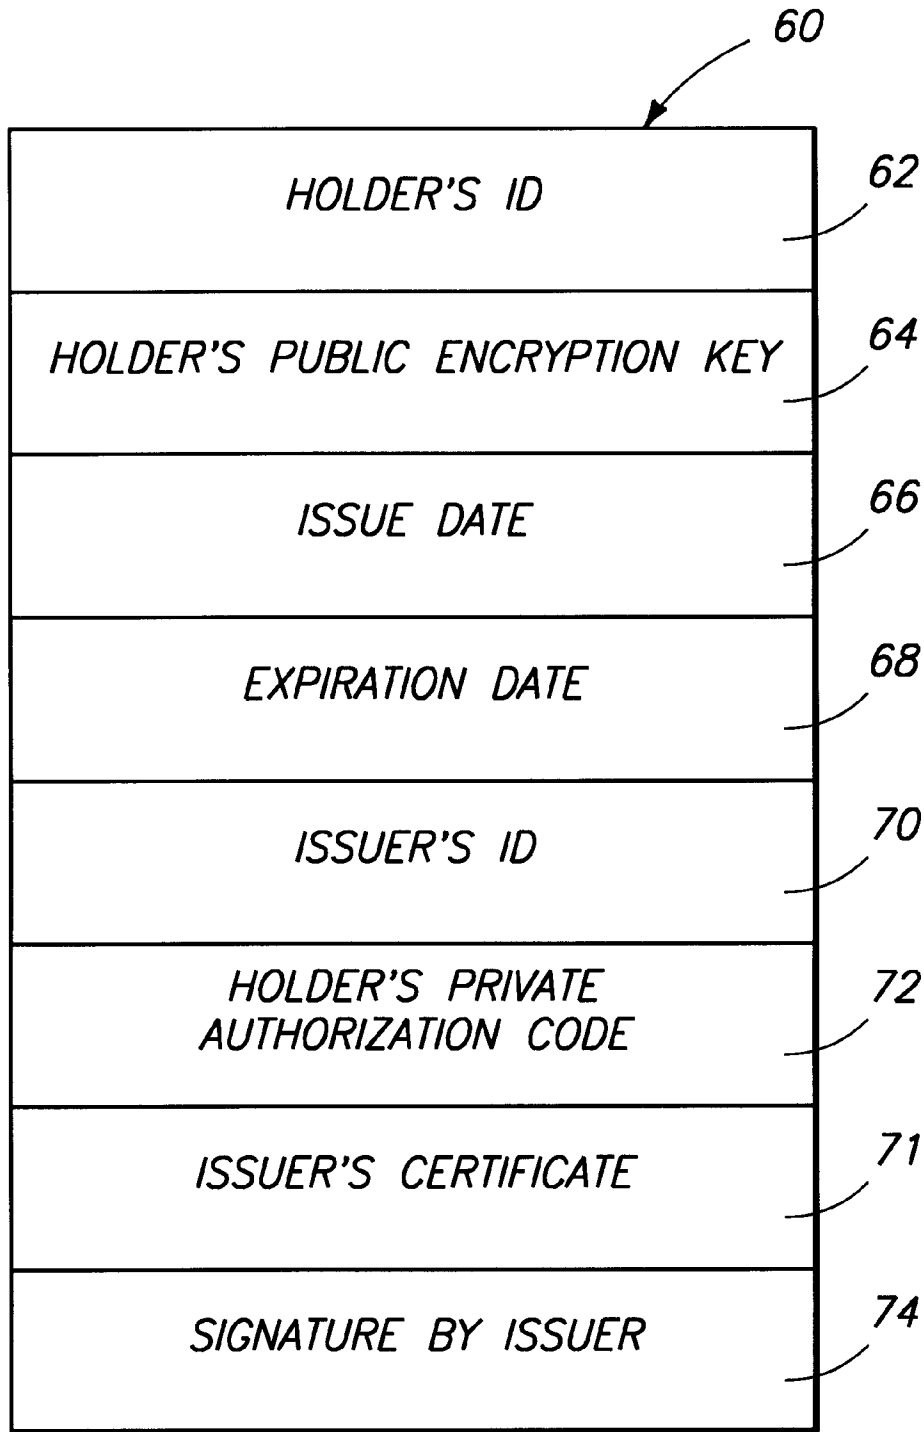 60
HOLDER'S ID
62
HOLDER'S PUBLIC ENCRYPTION KEY
64
ISSUE DATE
66
EXPIRATION DATE
68
ISSUER'S ID
70
HOLDER'S PRIVATE
AUTHORIZATION CODE
72
ISSUER'S CERTIFICATE
71
SIGNATURE BY ISSUER
74